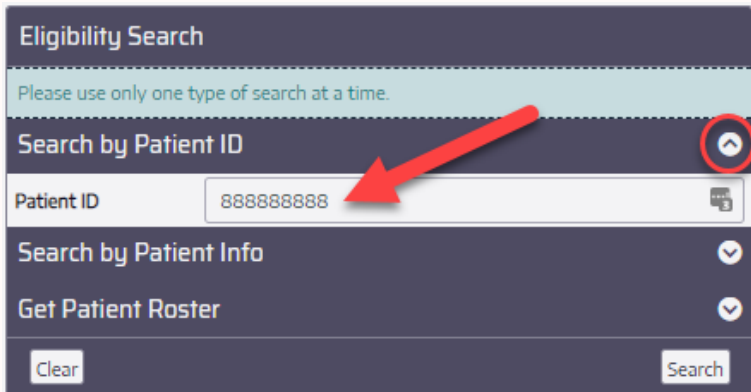 Eligibility Search
Please use only one type of search at a time.
Search by Patient ID
Patient ID 888888888 3
Search by Patient Info
Get Patient Roster
Clear Search